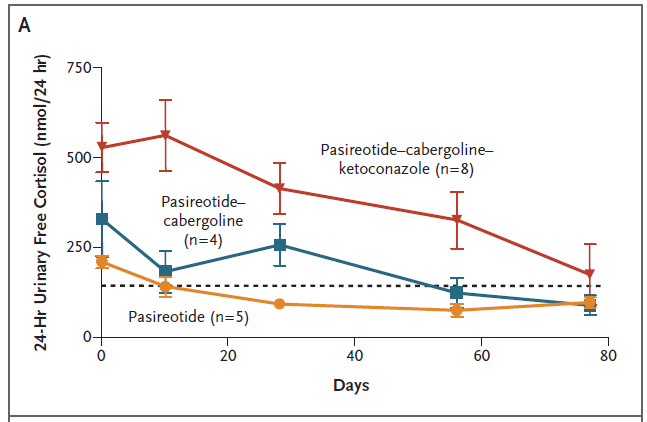 A
24-Hr Urinary Free Cortisol (nmol/24 hr)
750
500
250
0
Pasireotide–cabergoline–
ketoconazole (n=8)
Pasireotide–
cabergoline
(n=4)
Pasireotide (n=5)
0
20
40
60
80
Days